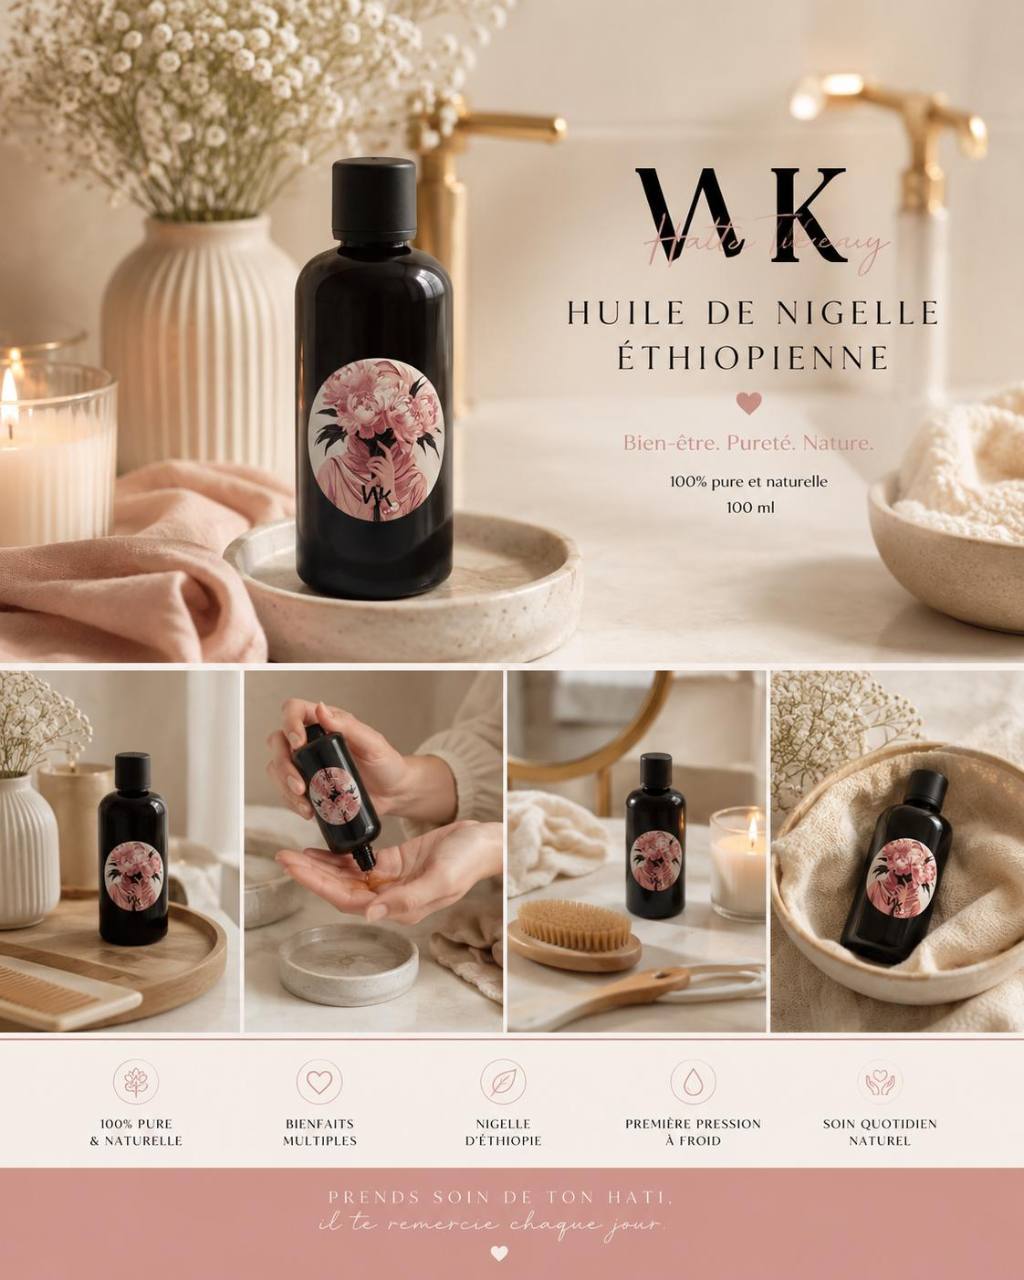 WK
HUILE DE NIGELLE
ÉTHIOPIENNE
Bien-être. Pureté. Nature.
100% pure et naturelle
100 ml
WK
WK
100% PURE
& NATURELLE
BIENFAITS
MULTIPLES
NIGELLE
D'ÉTHIOPIE
PREMIÈRE PRESSION
À FROID
SOIN QUOTIDIEN
NATUREL
PRENDS SOIN DE TON HATI,
il te remercie chaque jour.